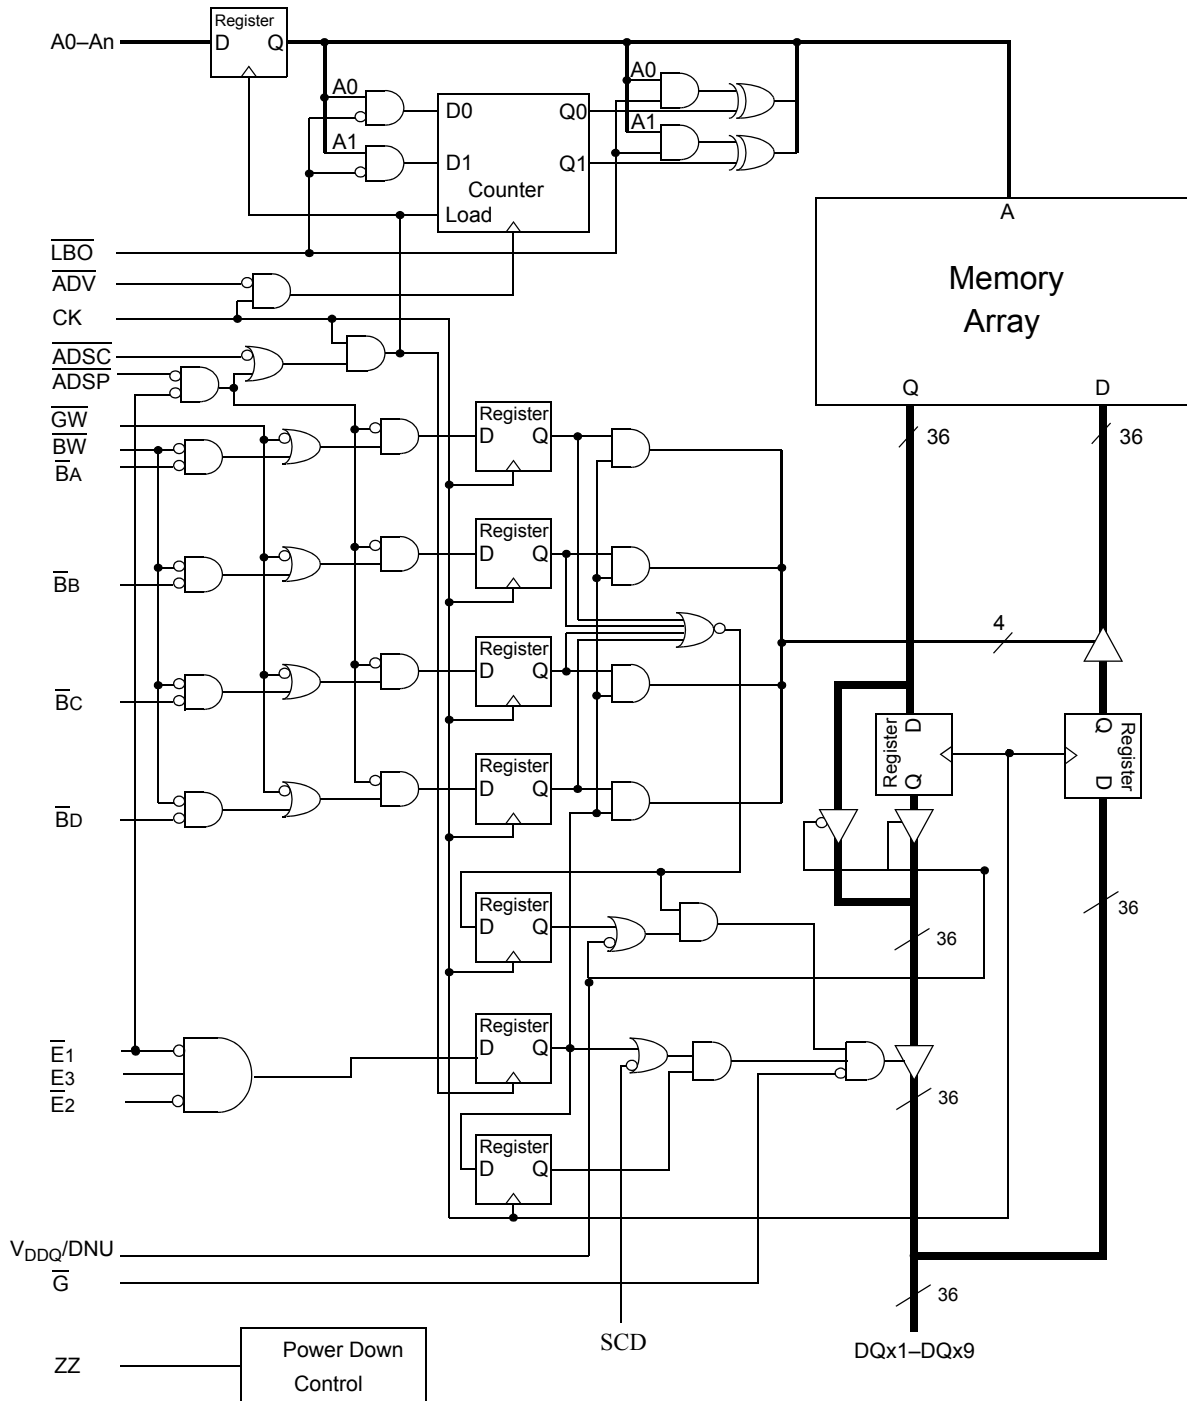 Register
A0–An
D Q
A0
A0
D0
Q0
A1
A1
D1
Q1
Counter
Load
A
LBO
ADV
Memory
Array
CK
ADSC
ADSP
Q
D
GW
Register
BW
D Q
36
36
BA
Register
D Q
BB
4
Register
D Q
BC
D
Register
Q
Q
Register
D
Register
D Q
BD
Register
D Q
36
36
Register
D Q
E1
E3
E2
36
Register
D Q
VDDQ/DNU
G
36
SCD
DQx1–DQx9
ZZ
Power Down
Control